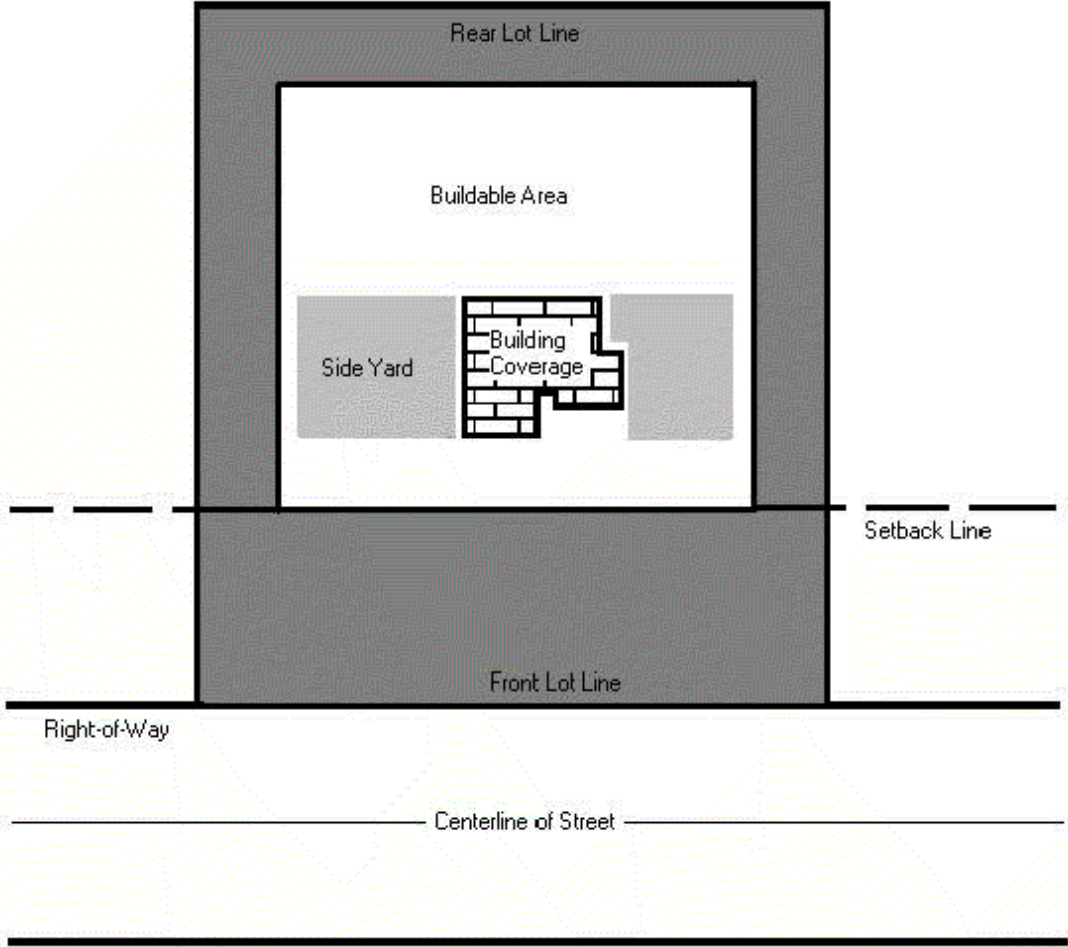 Rear Lot Line
Buildable Area
Building
Coverage
Side Yard
Setback Line
Front Lot Line
Right-of-Way
Centerline of Street